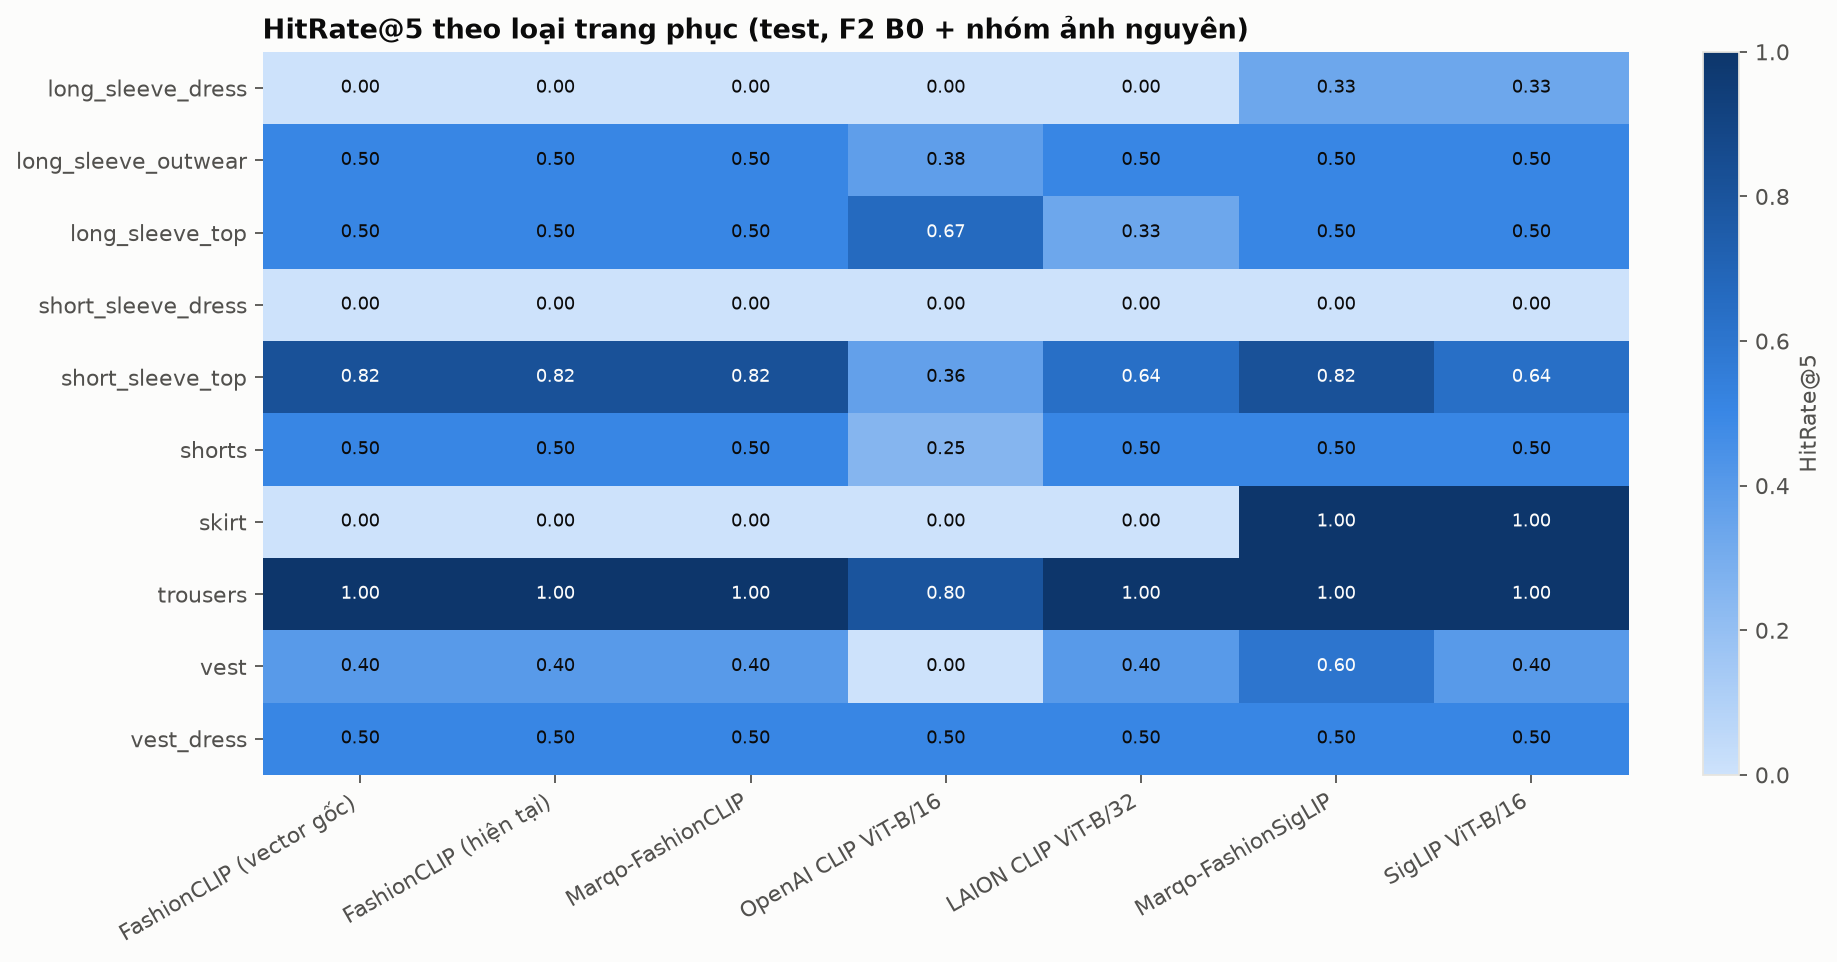 HitRate@5 theo loại trang phục (test, F2 B0 + nhóm ảnh nguyên)
long_sleeve_dress 0.00 0.00 0.00 0.00 0.00 0.33 0.33
long_sleeve_outwear 0.50 0.50 0.50 0.38 0.50 0.50 0.50
long_sleeve_top 0.50 0.50 0.50 0.67 0.33 0.50 0.50
short_sleeve_dress 0.00 0.00 0.00 0.00 0.00 0.00 0.00
short_sleeve_top 0.82 0.82 0.82 0.36 0.64 0.82 0.64
shorts 0.50 0.50 0.50 0.25 0.50 0.50 0.50
skirt 0.00 0.00 0.00 0.00 0.00 1.00 1.00
trousers 1.00 1.00 1.00 0.80 1.00 1.00 1.00
vest 0.40 0.40 0.40 0.00 0.40 0.60 0.40
vest_dress 0.50 0.50 0.50 0.50 0.50 0.50 0.50
FashionCLIP (vector gốc)
FashionCLIP (hiện tại)
Marqo-FashionCLIP
OpenAI CLIP ViT-B/16
LAION CLIP ViT-B/32
Marqo-FashionSigLIP
SigLIP ViT-B/16
1.0
0.8
0.6
0.4
0.2
0.0
HitRate@5